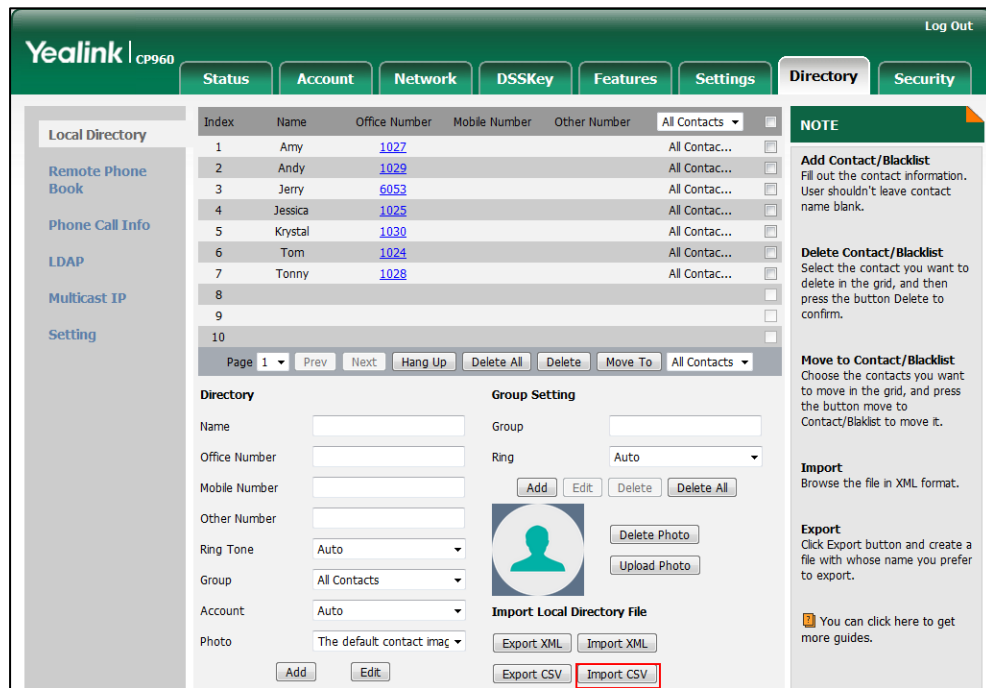 Log Out
Yealink | CP960
Status Account Network DSSKey Features Settings Directory Security
Local Directory
Remote Phone
Book
Phone Call Info
LDAP
Multicast IP
Setting
Index Name Office Number Mobile Number Other Number All Contacts
1 Amy 1027 All Contac...
2 Andy 1029 All Contac...
3 Jerry 6053 All Contac...
4 Jessica 1025 All Contac...
5 Krystal 1030 All Contac...
6 Tom 1024 All Contac...
7 Tonny 1028 All Contac...
8
9
10
Page 1 Prev Next Hang Up Delete All Delete Move To All Contacts
Directory
Name
Office Number
Mobile Number
Other Number
Ring Tone Auto
Group All Contacts
Account Auto
Photo The default contact imag
Add Edit
Group Setting
Group
Ring Auto
Add Edit Delete Delete All
Delete Photo
Upload Photo
Import Local Directory File
Export XML Import XML
Export CSV Import CSV
NOTE
Add Contact/Blacklist
Fill out the contact information.
User shouldn't leave contact
name blank.
Delete Contact/Blacklist
Select the contact you want to
delete in the grid, and then
press the button Delete to
confirm.
Move to Contact/Blacklist
Choose the contacts you want
to move in the grid, and press
the button move to
Contact/Blaklist to move it.
Import
Browse the file in XML format.
Export
Click Export button and create a
file with whose name you prefer
to export.
You can click here to get
more guides.